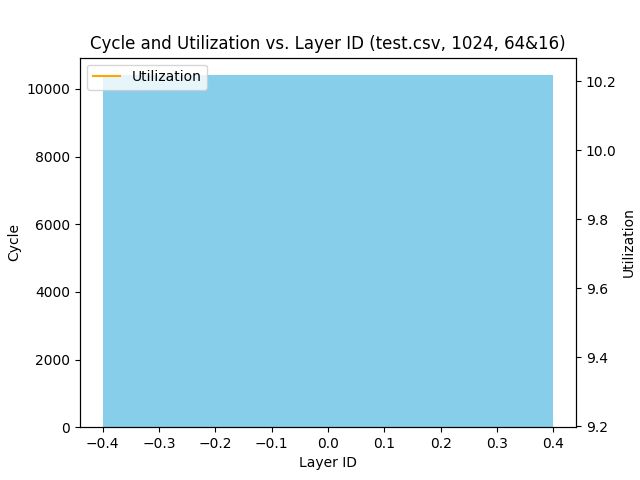 Cycle and Utilization vs. Layer ID (test.csv, 1024, 64&16)
Utilization
10000
8000
6000
4000
2000
0
Cycle
10.2
10.0
9.8
9.6
9.4
9.2
Utilization
−0.4 −0.3 −0.2 −0.1 0.0 0.1 0.2 0.3 0.4
Layer ID